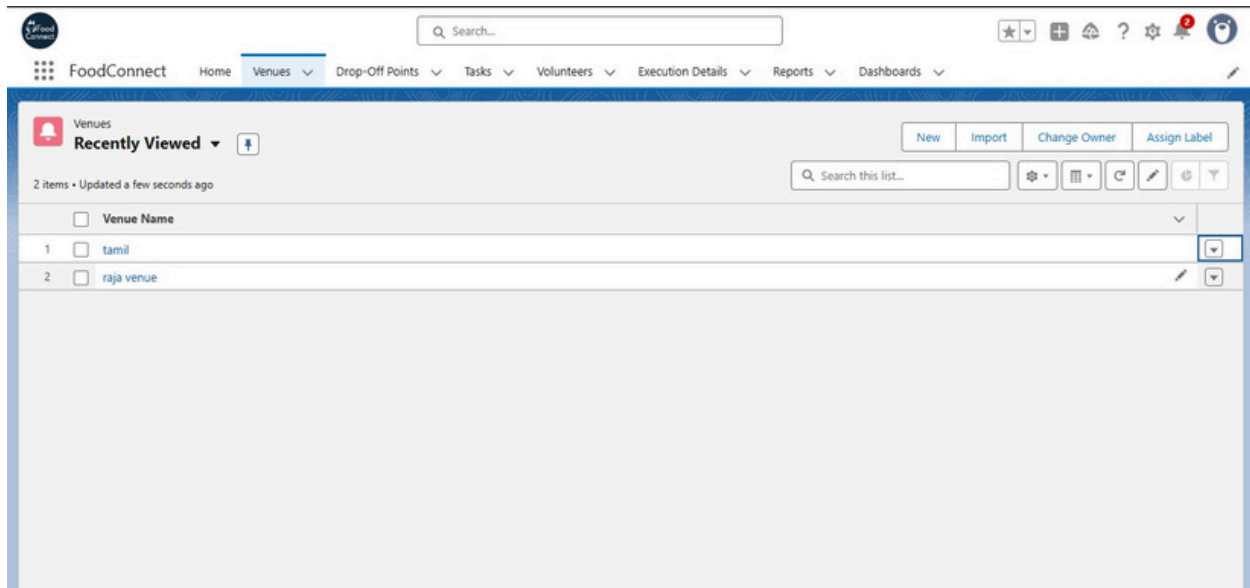 Food
Connect
Search...
2
FoodConnect Home Venues Drop-Off Points Tasks Volunteers Execution Details Reports Dashboards
Venues
Recently Viewed
New Import Change Owner Assign Label
2 items • Updated a few seconds ago
Search this list...
Venue Name
1 tamil
2 raja venue